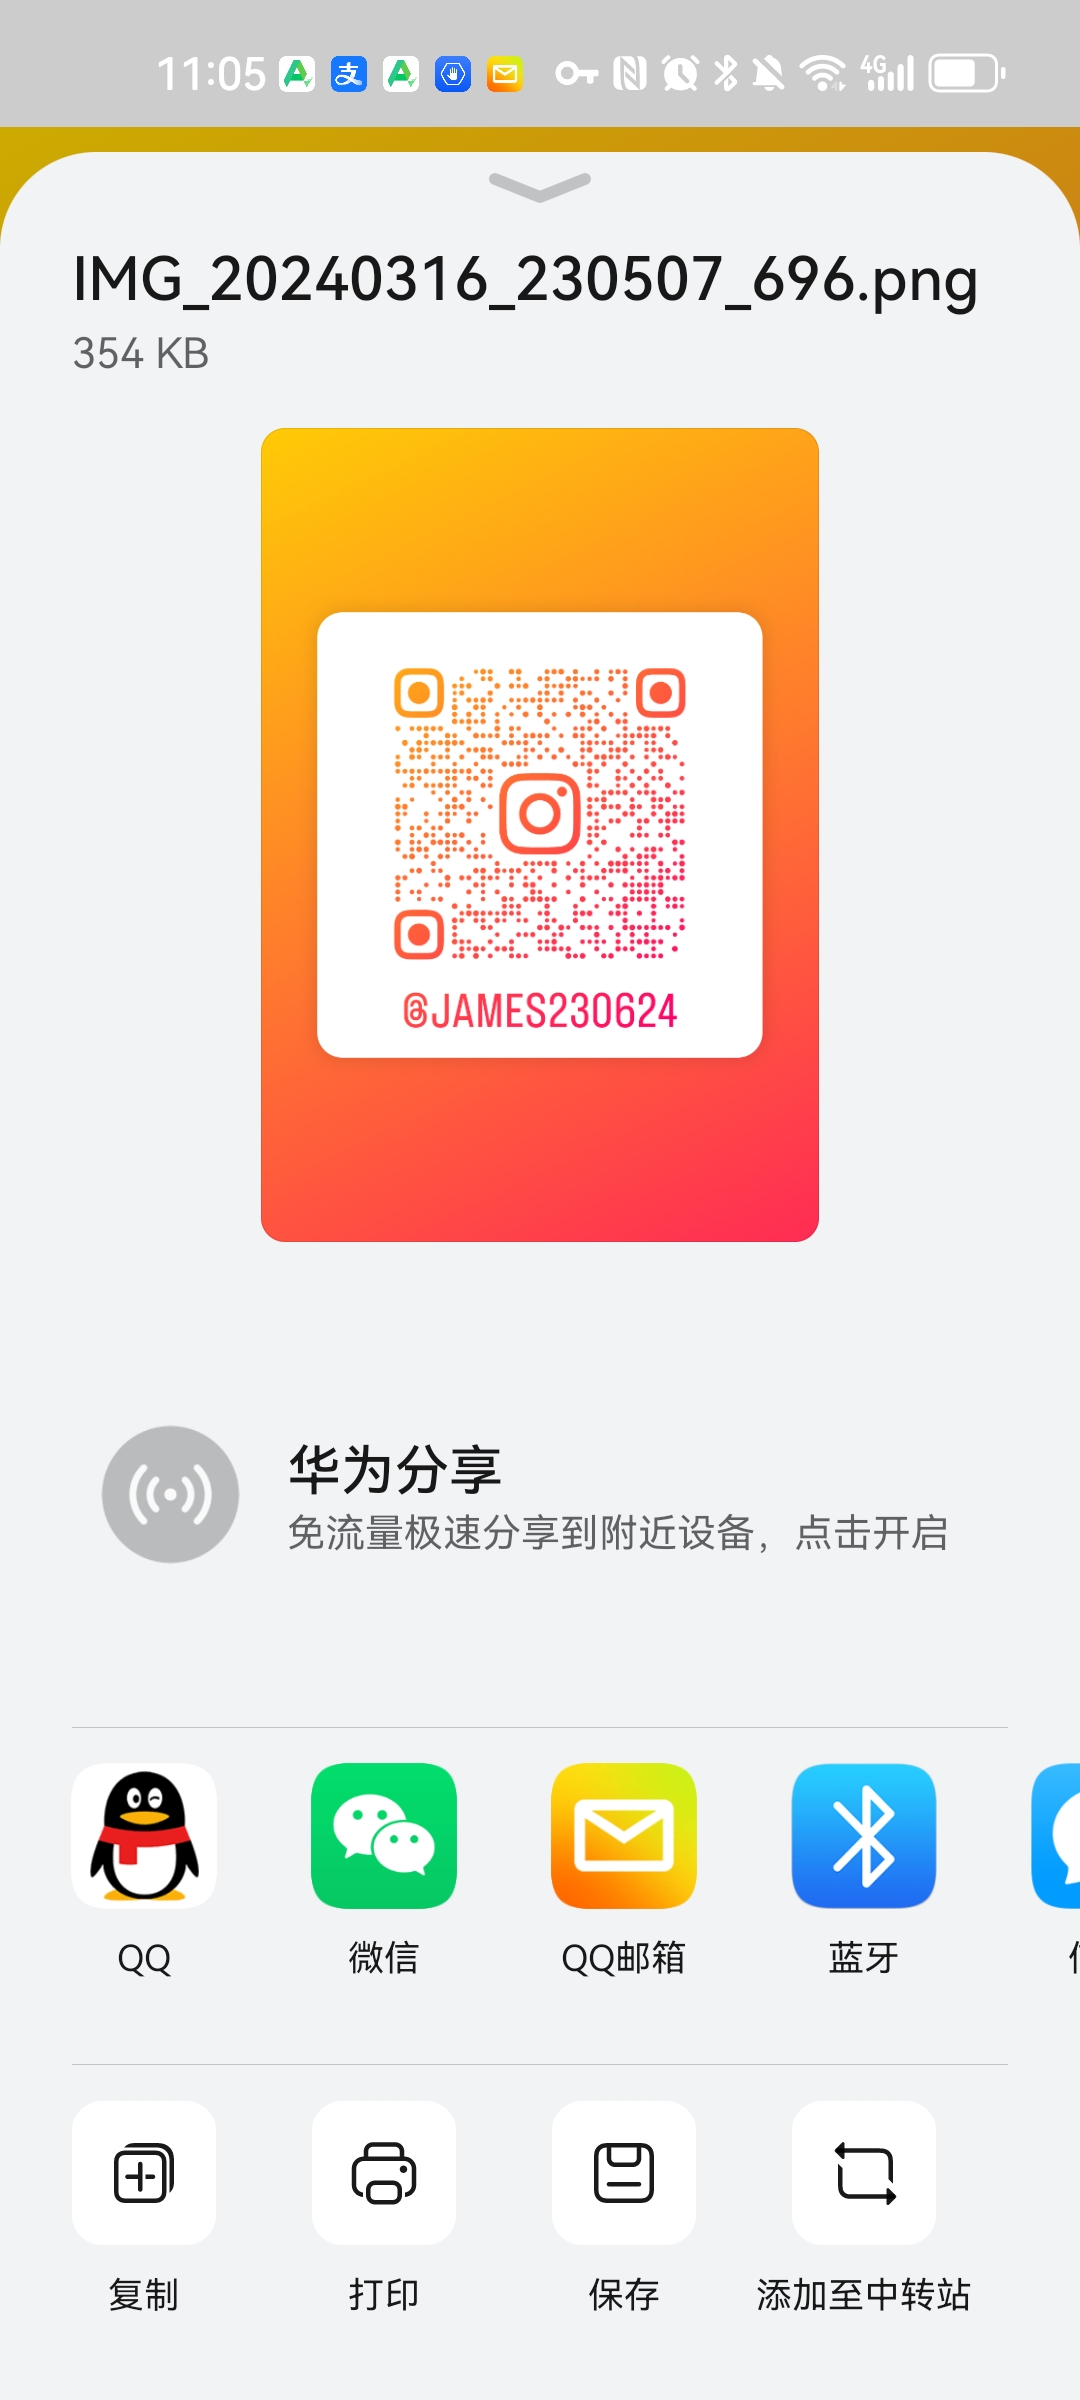 11:05
支
4G
IMG_20240316_230507_696.png
354 KB
@JAMES230624
华为分享
免流量极速分享到附近设备，点击开启
QQ
微信
QQ邮箱
蓝牙
复制
打印
保存
添加至中转站